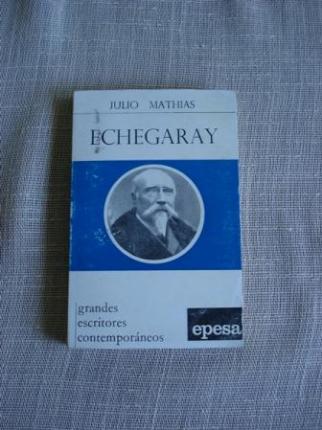 JULIO MATHIAS
ECHEGARAY
grandes
escritores
contemporáneos
epesa